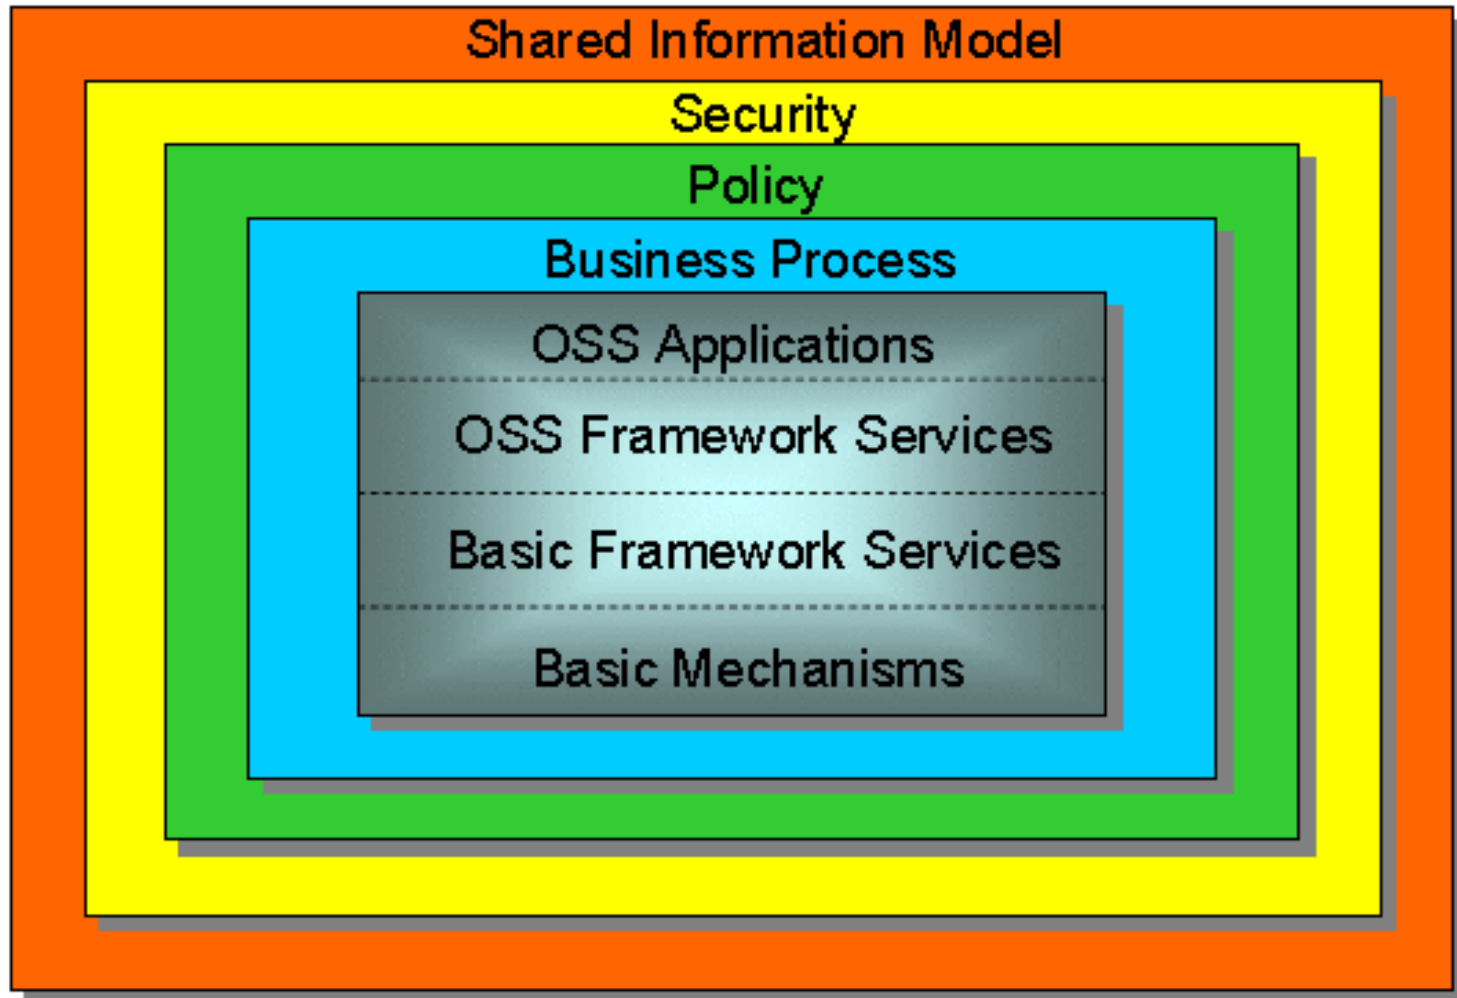 Shared Information Model
Security
Policy
Business Process
OSS Applications
OSS Framework Services
Basic Framework Services
Basic Mechanisms